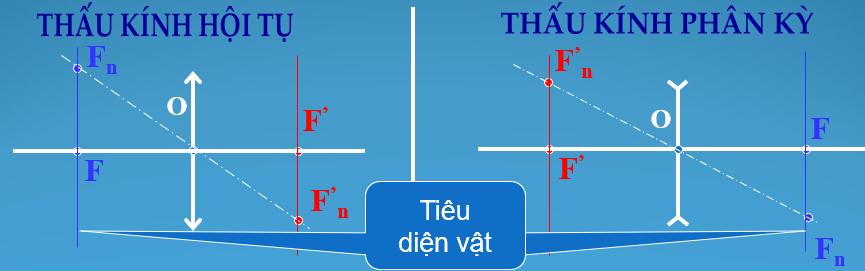 THẤU KÍNH HỘI TỤ
Fn
O
F’
F
F’n
THẤU KÍNH PHÂN KỲ
F’n
O
F
F’
Fn
Tiêu
diện vật